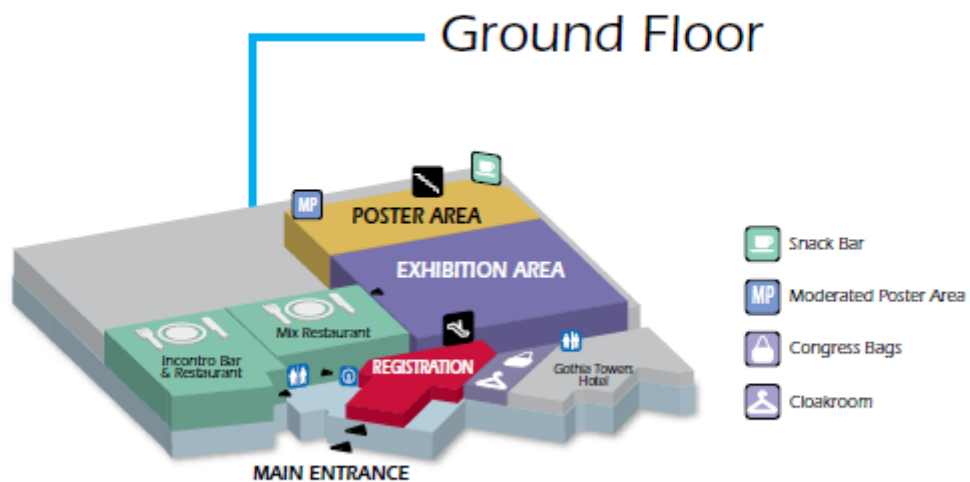 Ground Floor
MP
POSTER AREA
EXHIBITION AREA
Mix Restaurant
Incontro Bar
& Restaurant
REGISTRATION
Gothia Towers
Hotel
MAIN ENTRANCE
Snack Bar
MP Moderated Poster Area
Congress Bags
Cloakroom